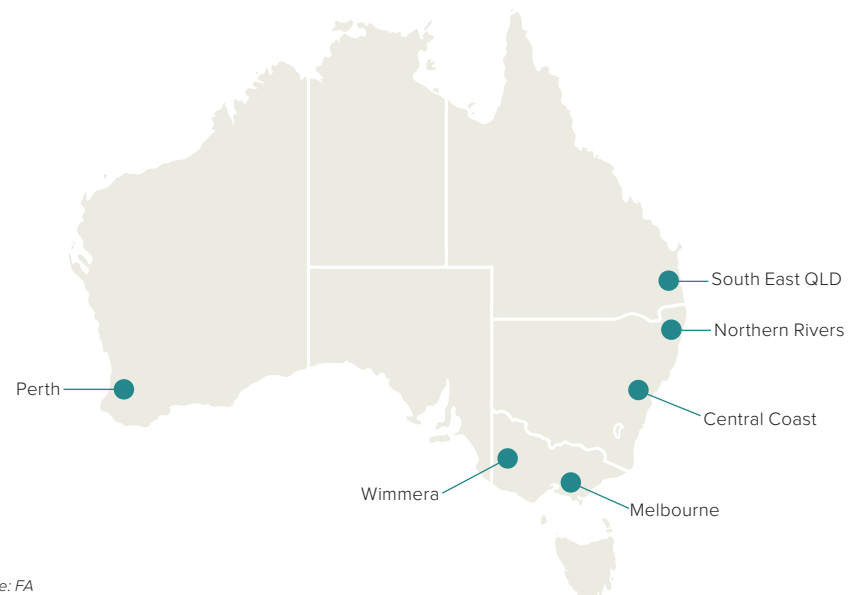 South East QLD
Northern Rivers
Perth
Central Coast
Wimmera
Melbourne
e: FA